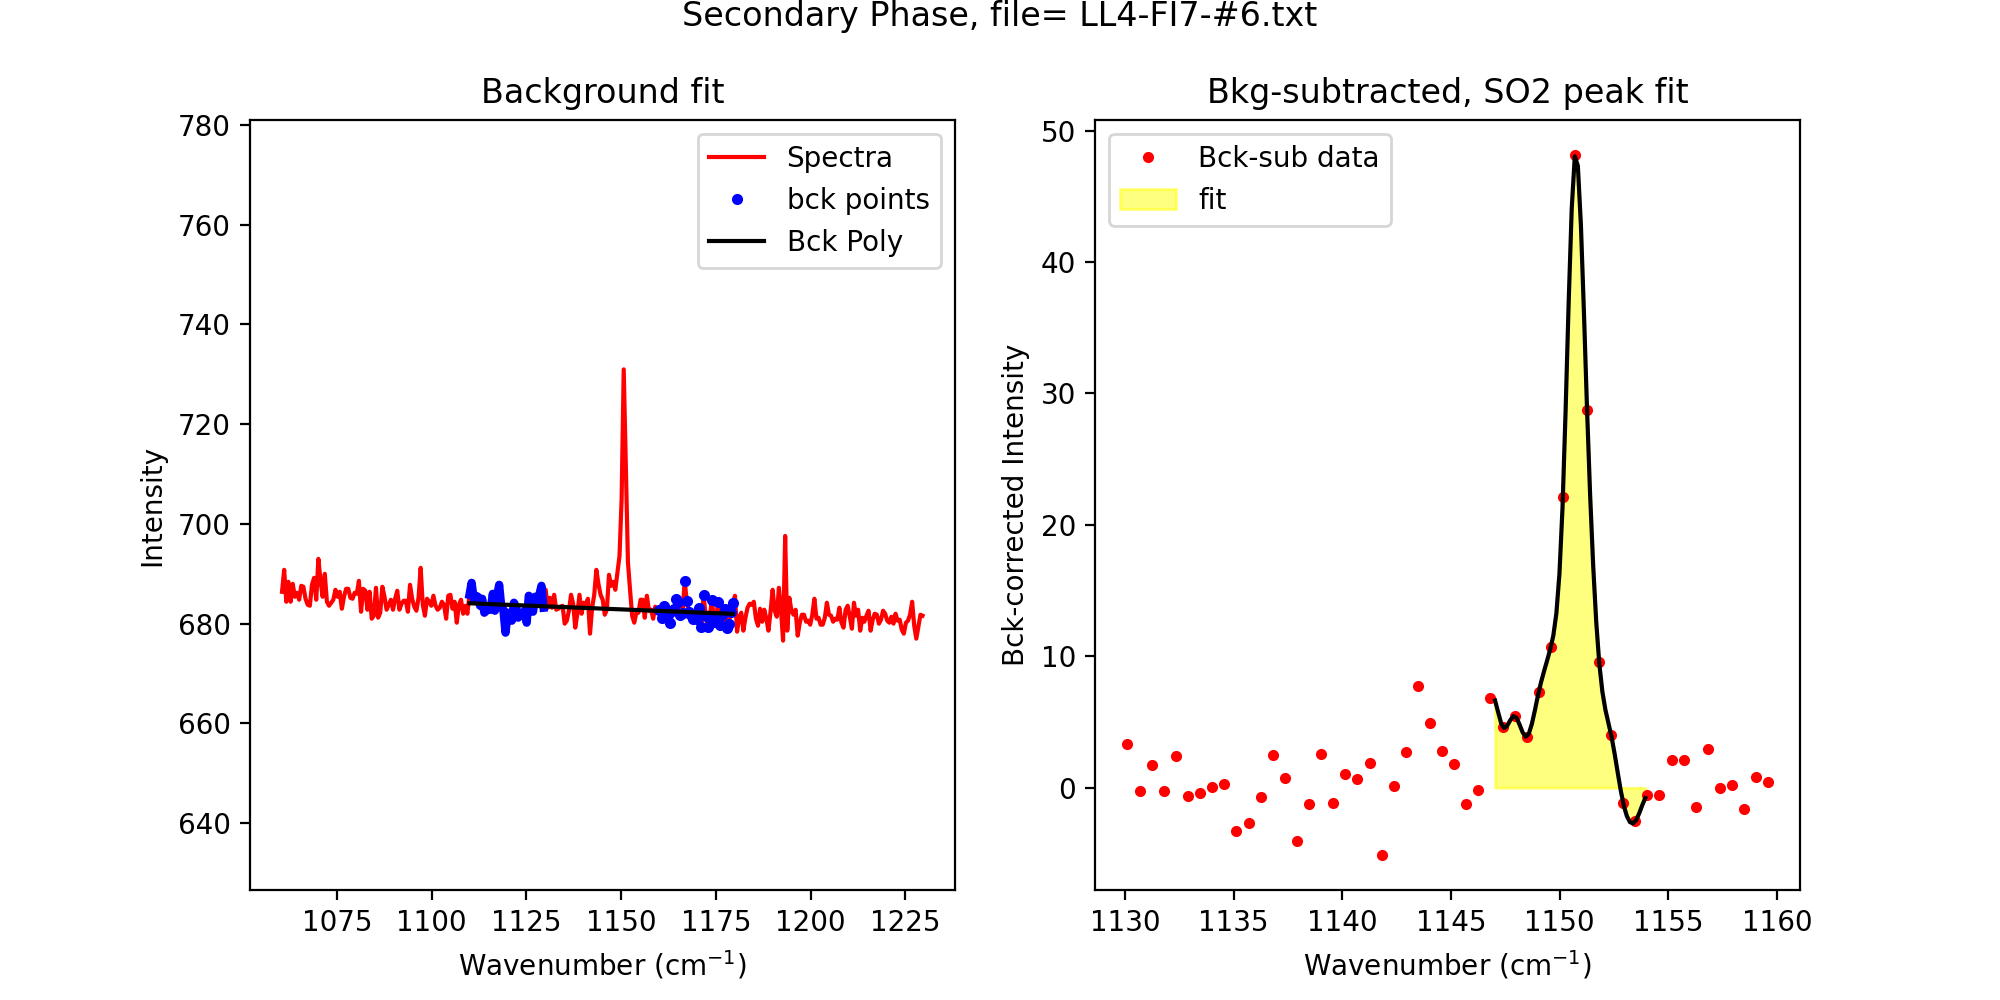 Secondary Phase, file= LL4-FI7-#6.txt
Background fit
780
760
740
720
700
680
660
640
Intensity
Spectra
bck points
Bck Poly
1075 1100 1125 1150 1175 1200 1225
Wavenumber (cm⁻¹)
Bkg-subtracted, SO2 peak fit
50
40
30
20
10
0
Bck-corrected Intensity
Bck-sub data
fit
1130 1135 1140 1145 1150 1155 1160
Wavenumber (cm⁻¹)